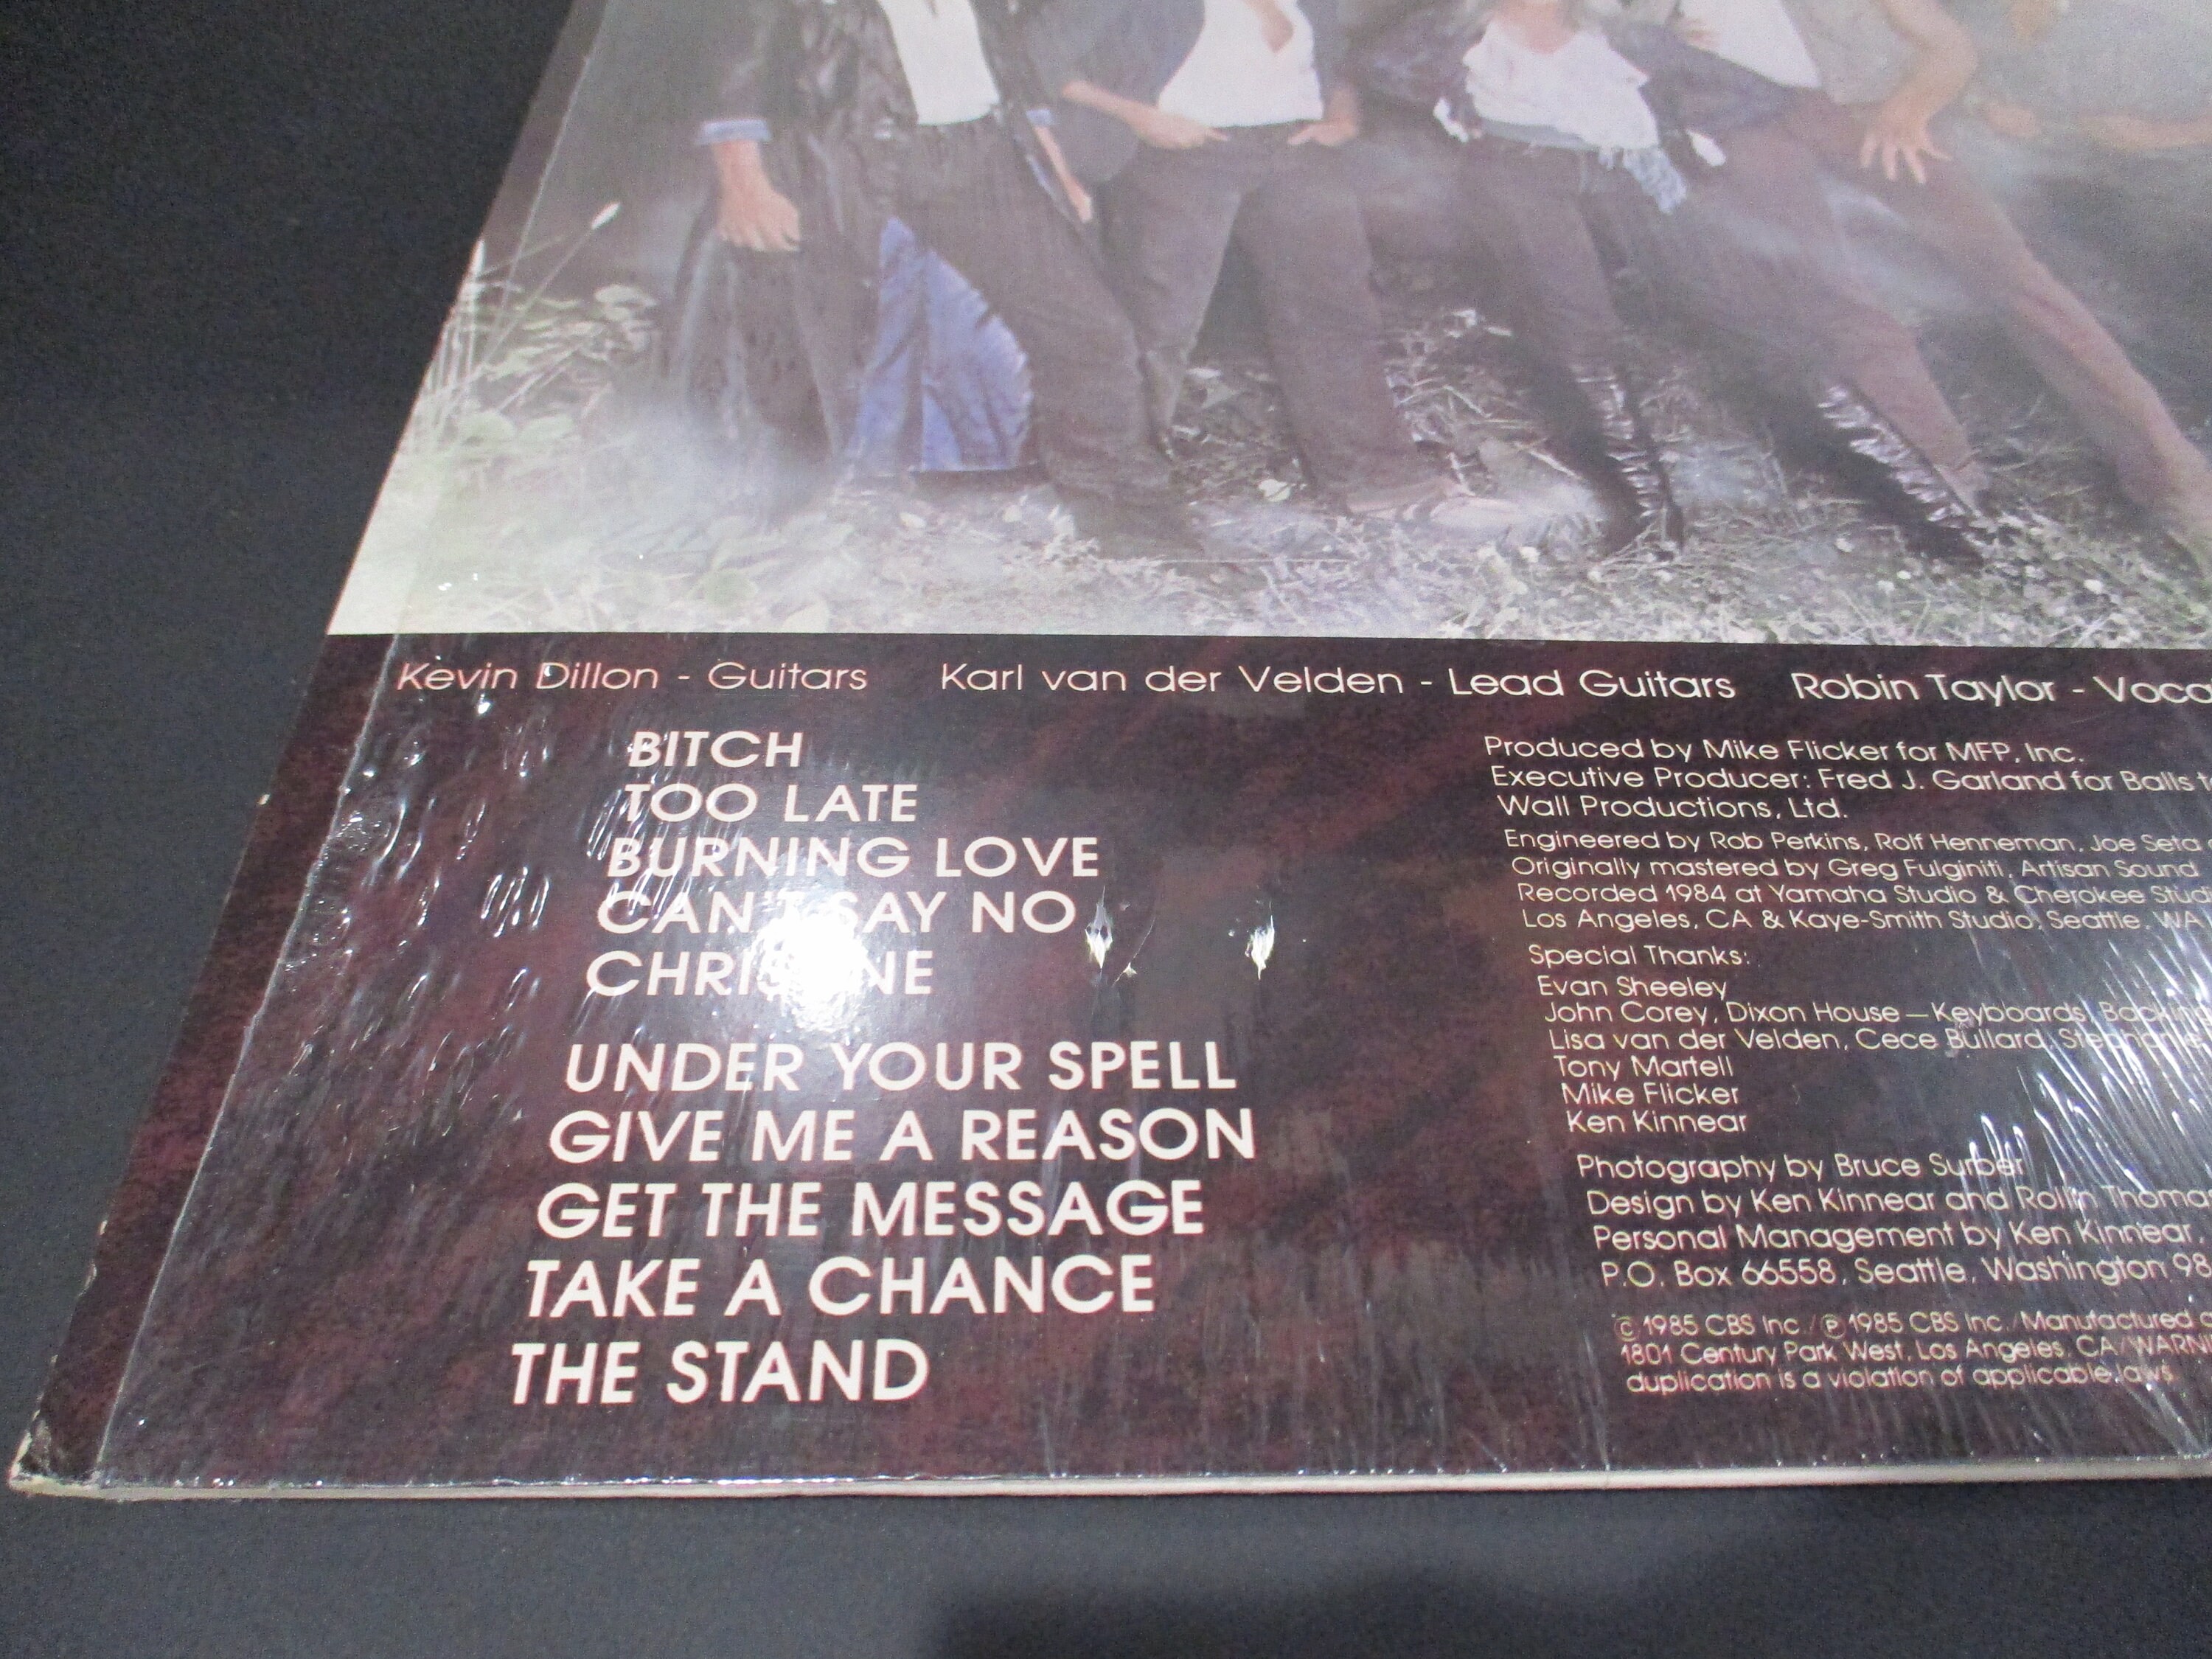 Kevin Dillon - Guitars Karl van der Velden - Lead Guitars Robin Taylor -
BITCH
TOO LATE
BURNING LOVE
CAN'T SAY NO
UNDER YOUR SPELL
GIVE ME A REASON
GET THE MESSAGE
TAKE A CHANCE
THE STAND
Produced by Mike Flicker for MFP, Inc.
Executive Producer: Fred J. Garland for Balls
Wall Productions, Ltd.
Engineered by Rob Perkins, Rolf Henneman, Joe Seta
Originally mastered by Greg Fulginiti, Artisan Sound
Recorded 1984 at Yamaha Studio & Cherokee
Los Angeles, CA & Kaye-Smith Studio, Seattle, WA
Special Thanks:
Evan Sheeley
John Corey, Dixon House—Keyboards,
Lisa van der Velden, Cece Bullard,
Tony Martell
Mike Flicker
Ken Kinnear
Photography by Bruce Surber
Design by Ken Kinnear and Rollin
Personal Management by Ken Kinnear,
P.O. Box 66558, Seattle, Washington
© 1985 CBS Inc./℗ 1985 CBS Inc./Manufactured
1801 Century Park West, Los Angeles, CA/
duplication is a violation of applicable laws.